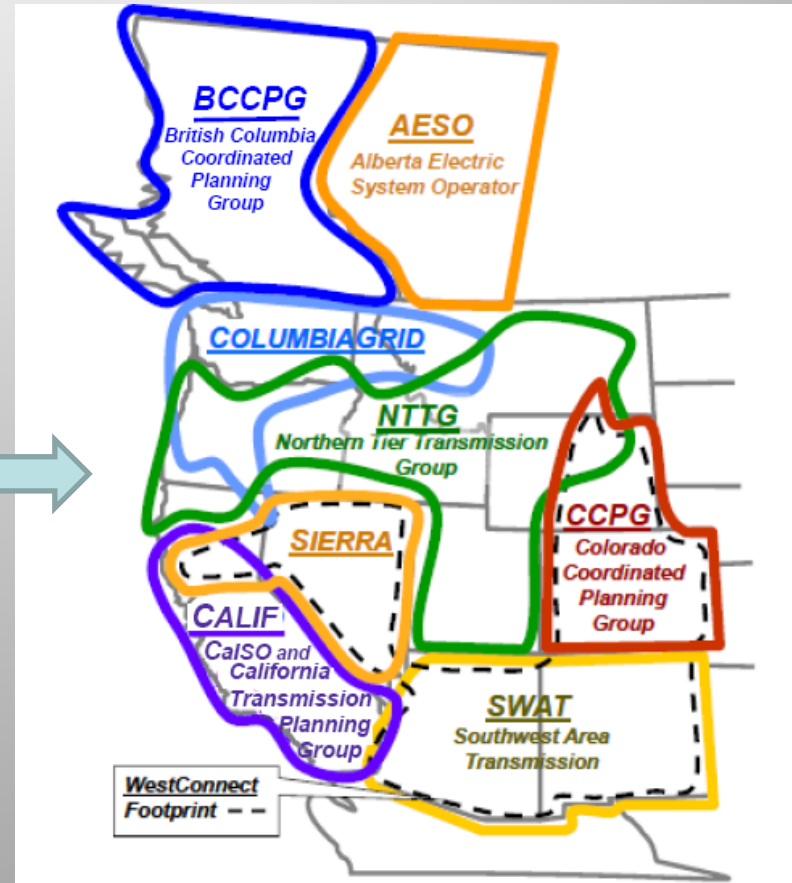 BCCPG
British Columbia
Coordinated
Planning
Group
AESO
Alberta Electric
System Operator
COLUMBIAGRID
NTTG
Northern Tier Transmission
Group
CCPG
Colorado
Coordinated
Planning
Group
SIERRA
CALIF
CaISO and
California
Transmission
Planning
Group
SWAT
Southwest Area
Transmission
WestConnect
Footprint – –